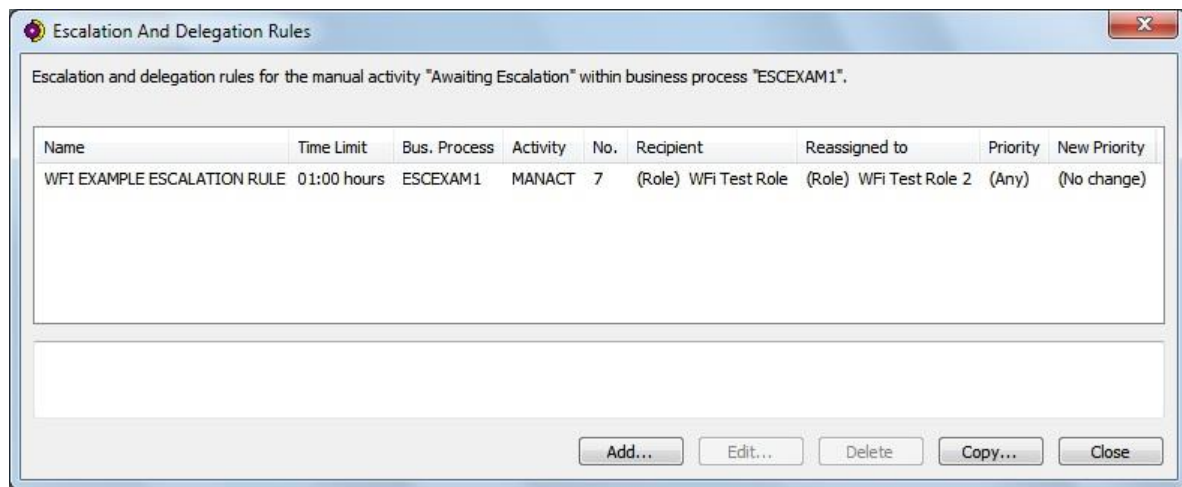 Escalation And Delegation Rules
Escalation and delegation rules for the manual activity "Awaiting Escalation" within business process "ESCEXAM1".
Name Time Limit Bus. Process Activity No. Recipient Reassigned to Priority New Priority
WFI EXAMPLE ESCALATION RULE 01:00 hours ESCEXAM1 MANACT 7 (Role) WFi Test Role (Role) WFi Test Role 2 (Any) (No change)
Add... Edit... Delete Copy... Close